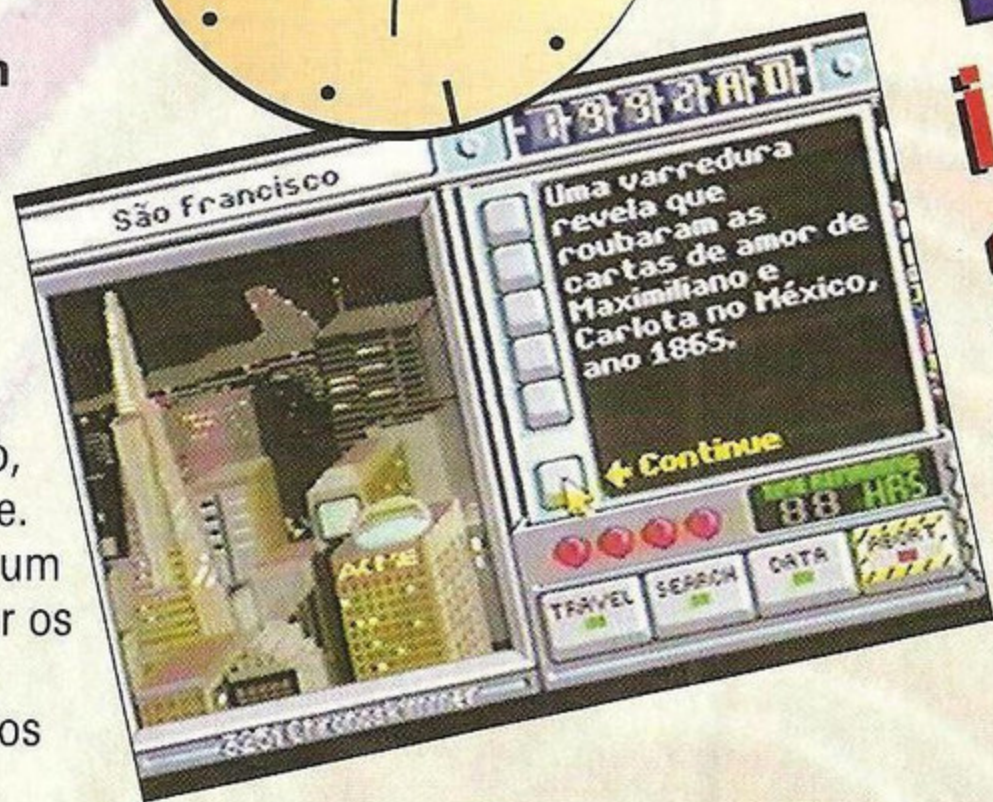 n
São Francisco
1992AD
Uma varredura
revela que
roubaram as
cartas de amor de
Maximiliano e
Carlota no México,
ano 1865.
Continue
88 HRS
TRAVEL
SEARCH
DATA
ABORT
ACME
o,
e.
um
r os
os
i